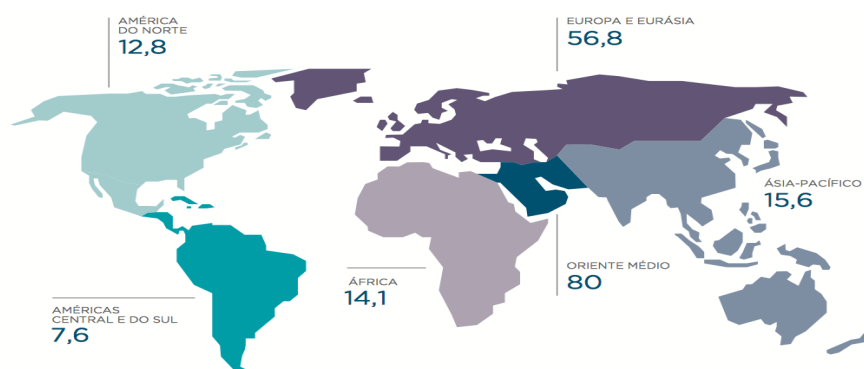 AMÉRICA
DO NORTE
12,8
EUROPA E EURÁSIA
56,8
ÁSIA-PACÍFICO
15,6
ÁFRICA
14,1
ORIENTE MÉDIO
80
AMÉRICAS
CENTRAL E DO SUL
7,6